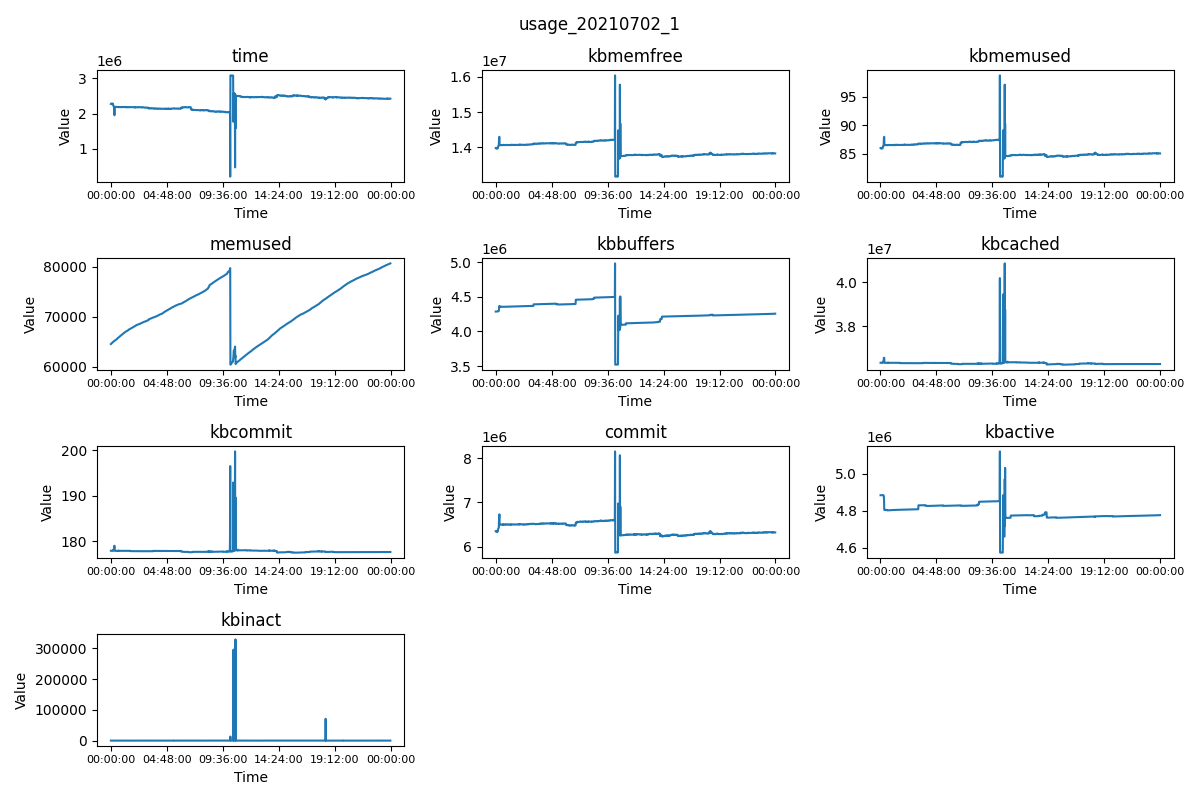 usage_20210702_1
time
1e6
3
2
1
Value
00:00:00 04:48:00 09:36:00 14:24:00 19:12:00 00:00:00
Time
kbmemfree
1e7
1.6
1.5
1.4
Value
00:00:00 04:48:00 09:36:00 14:24:00 19:12:00 00:00:00
Time
kbmemused
95
90
85
Value
00:00:00 04:48:00 09:36:00 14:24:00 19:12:00 00:00:00
Time
memused
80000
70000
60000
Value
00:00:00 04:48:00 09:36:00 14:24:00 19:12:00 00:00:00
Time
kbbuffers
1e6
5.0
4.5
4.0
3.5
Value
00:00:00 04:48:00 09:36:00 14:24:00 19:12:00 00:00:00
Time
kbcached
1e7
4.0
3.8
Value
00:00:00 04:48:00 09:36:00 14:24:00 19:12:00 00:00:00
Time
kbcommit
200
190
180
Value
00:00:00 04:48:00 09:36:00 14:24:00 19:12:00 00:00:00
Time
commit
1e6
8
7
6
Value
00:00:00 04:48:00 09:36:00 14:24:00 19:12:00 00:00:00
Time
kbactive
1e6
5.0
4.8
4.6
Value
00:00:00 04:48:00 09:36:00 14:24:00 19:12:00 00:00:00
Time
kbinact
300000
200000
100000
0
Value
00:00:00 04:48:00 09:36:00 14:24:00 19:12:00 00:00:00
Time